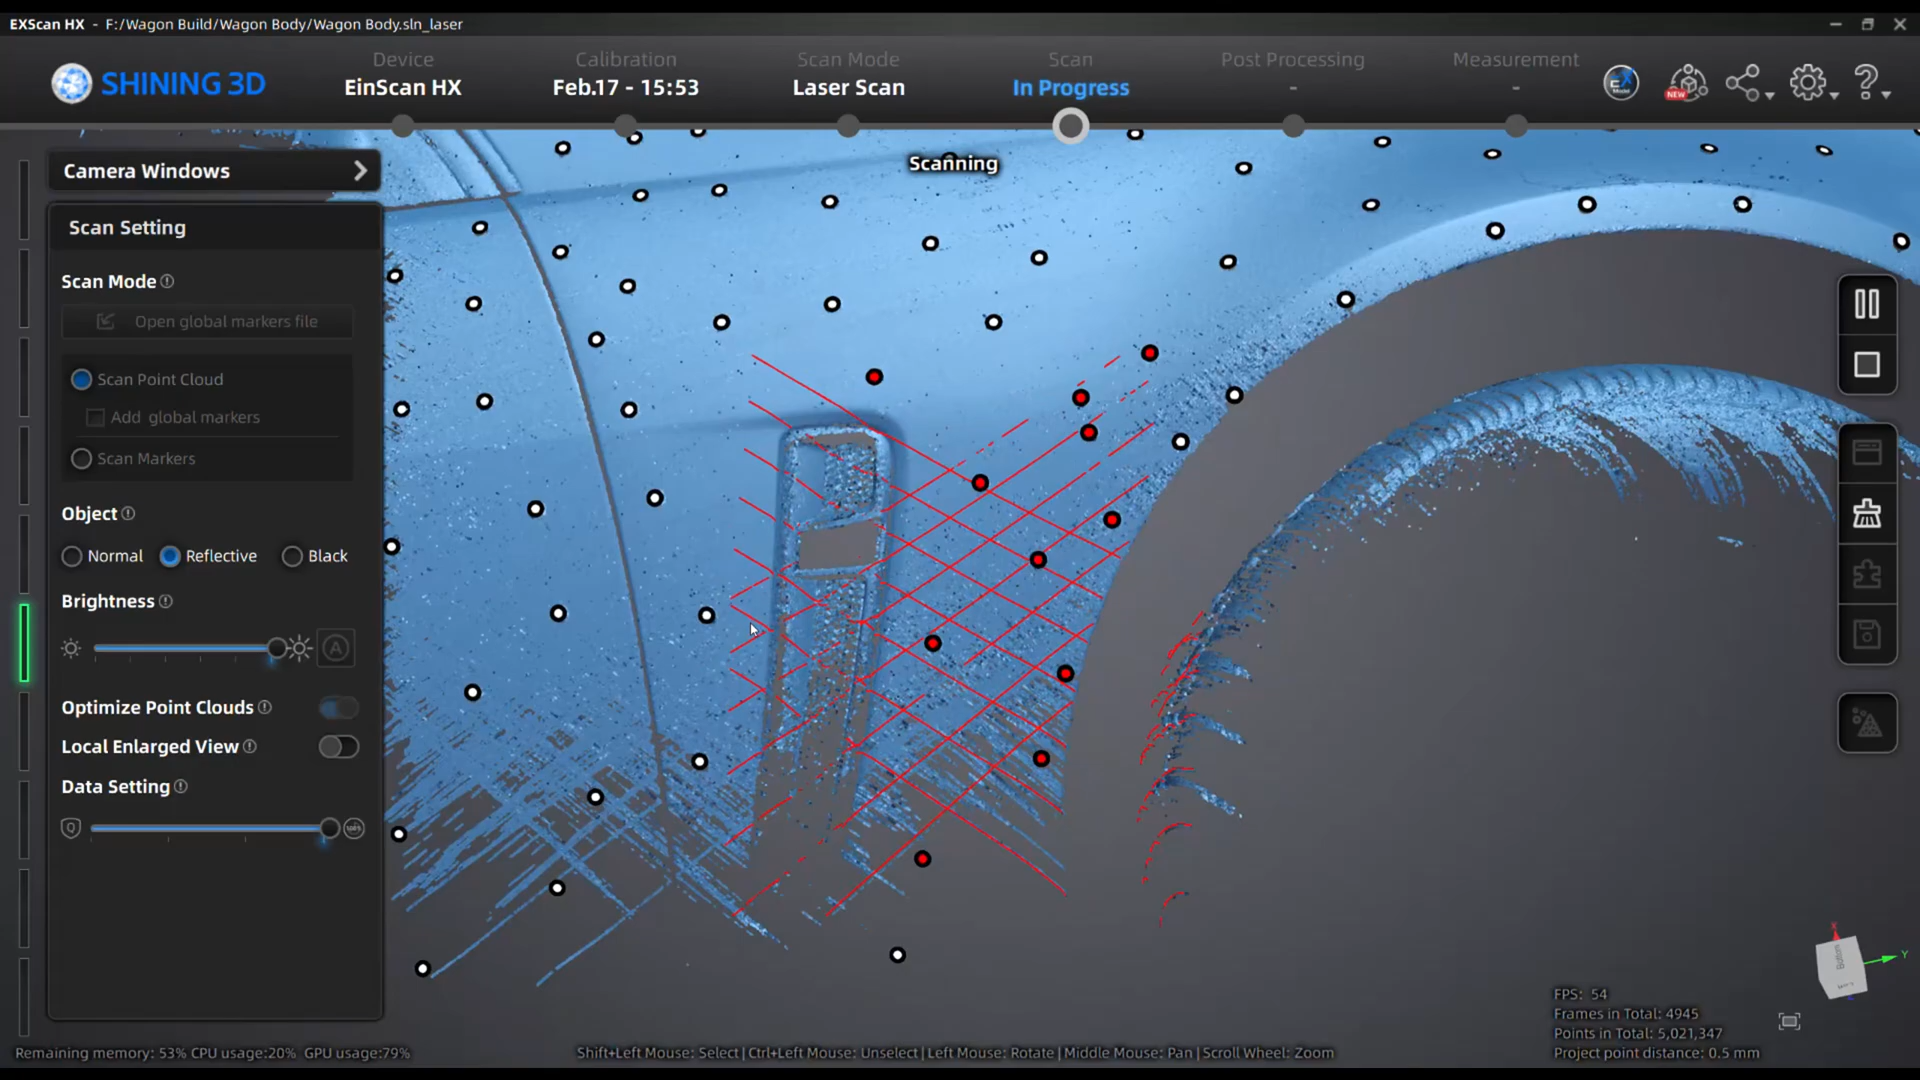 EXScan HX - F:/Wagon Build/Wagon Body/Wagon Body.sln_laser
SHINING 3D
Device
EinScan HX
Calibration
Feb.17 - 15:53
Scan Mode
Laser Scan
Scan
In Progress
Post Processing
-
Measurement
-
NEW
Camera Windows
Scanning
Scan Setting
Scan Mode
Open global markers file
Scan Point Cloud
Add global markers
Scan Markers
Object
Normal Reflective Black
Brightness
A
Optimize Point Clouds
Local Enlarged View
Data Setting
Q
X
Y
FPS: 54
Frames in Total: 4945
Points in Total: 5,021,347
Project point distance: 0.5 mm
Remaining memory: 53% CPU usage:20% GPU usage:79%
Shift+Left Mouse: Select | Ctrl+Left Mouse: Unselect | Left Mouse: Rotate | Middle Mouse: Pan | Scroll Wheel: Zoom